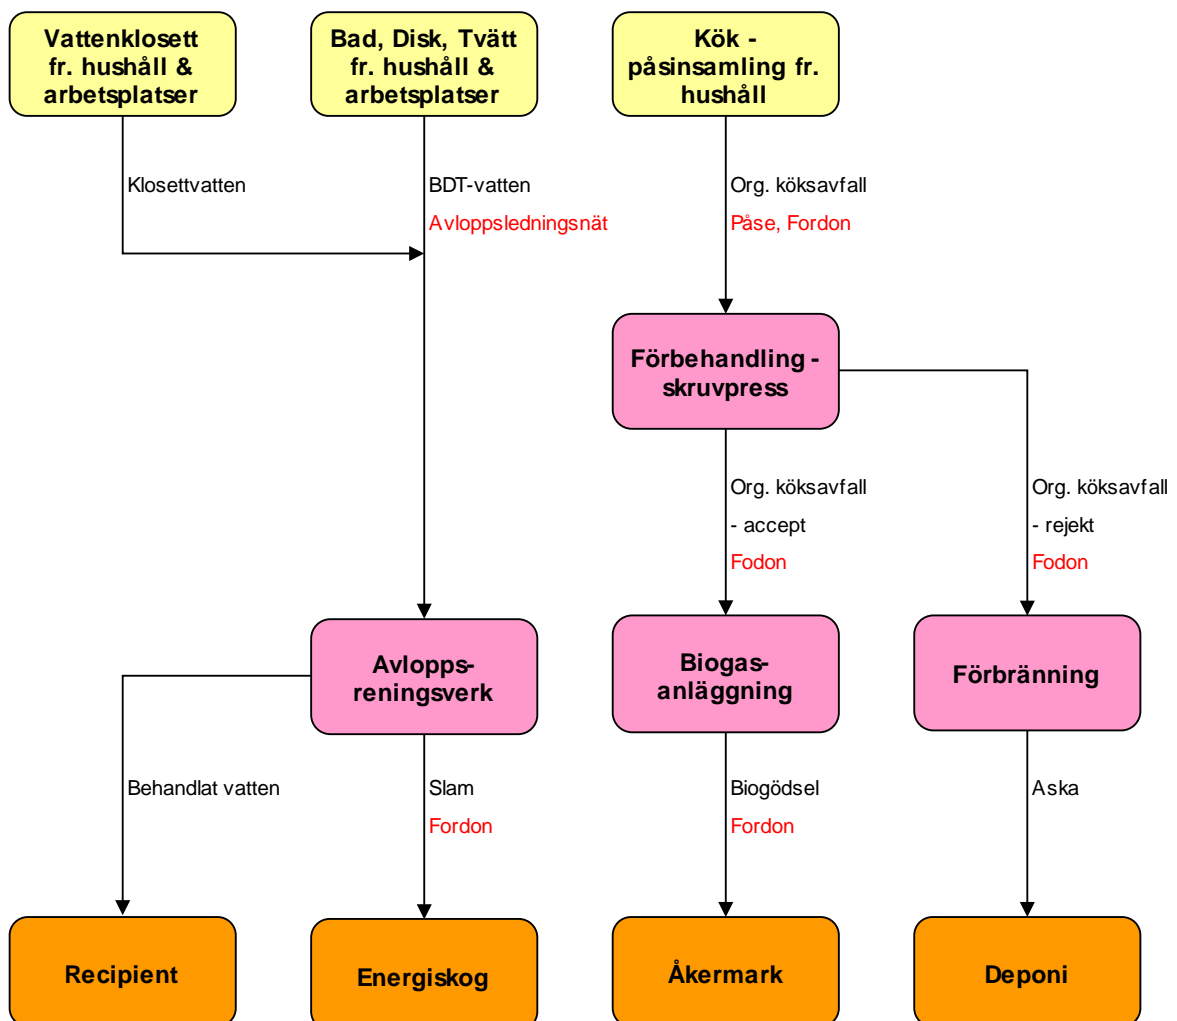 Vattenklosett
fr. hushåll &
arbetsplatser
Bad, Disk, Tvätt
fr. hushåll &
arbetsplatser
Kök -
påsinsamling fr.
hushåll
Klosettvatten
BDT-vatten
Avloppsledningsnät
Org. köksavfall
Påse, Fordon
Förbehandling -
skruvpress
Org. köksavfall
- accept
Fodon
Org. köksavfall
- rejekt
Fodon
Avlopps-
reningsverk
Biogas-
anläggning
Förbränning
Behandlat vatten
Slam
Fordon
Biogödsel
Fordon
Aska
Recipient
Energiskog
Åkermark
Deponi